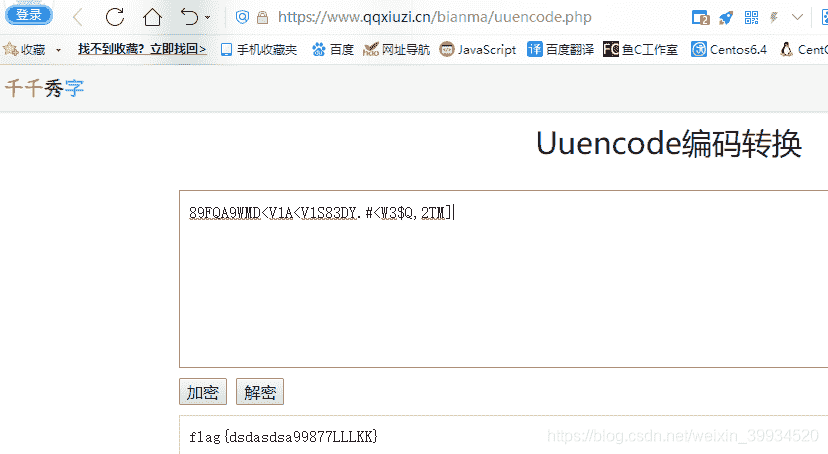 登录 https://www.qqxiuzi.cn/bianma/uuencode.php
收藏 找不到收藏？立即找回> 手机收藏夹 百度 网址导航 JavaScript 百度翻译 鱼C工作室 Centos6.4 Cent
千千秀字
Uuencode编码转换
89FQA9WMD<V1A<V1S83DY.#<W3$Q,2TM]
加密 解密
flag{dsdasdsa99877LLLKK}
https://blog.csdn.net/weixin_39934520